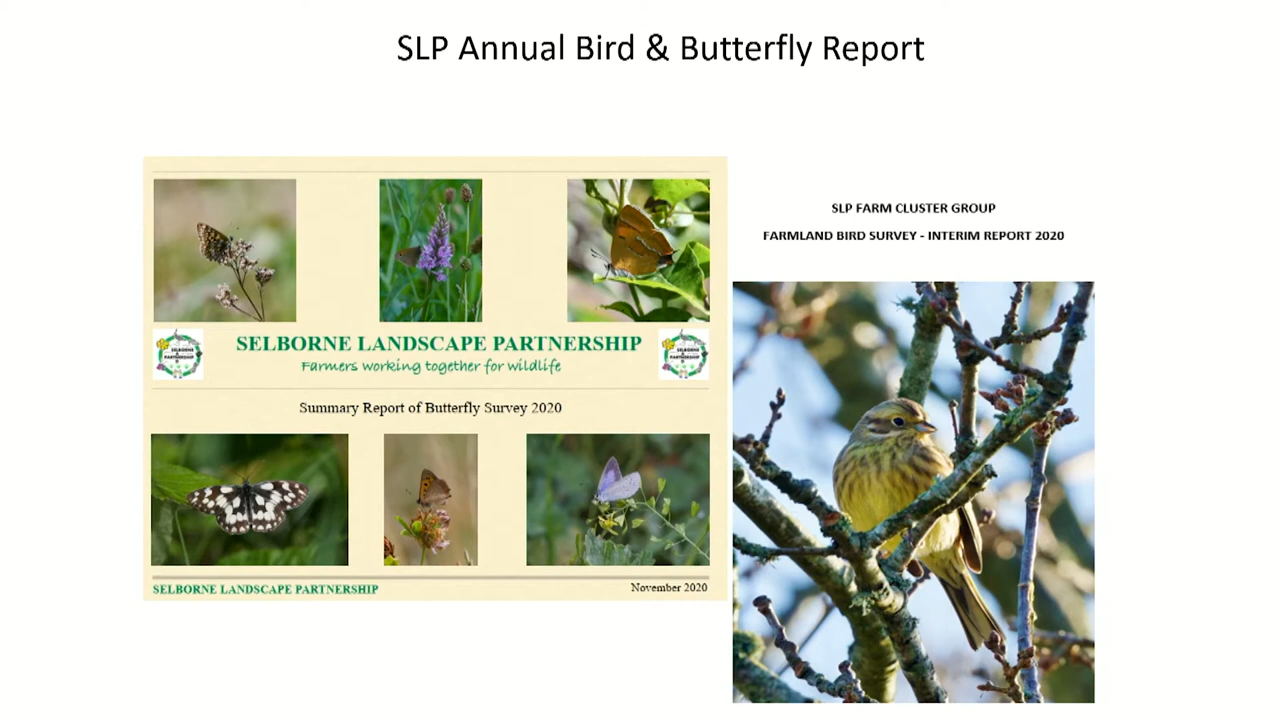 SLP Annual Bird & Butterfly Report
SELBORNE LANDSCAPE PARTNERSHIP
Farmers working together for wildlife
Summary Report of Butterfly Survey 2020
SELBORNE LANDSCAPE PARTNERSHIP
November 2020
SLP FARM CLUSTER GROUP
FARMLAND BIRD SURVEY - INTERIM REPORT 2020